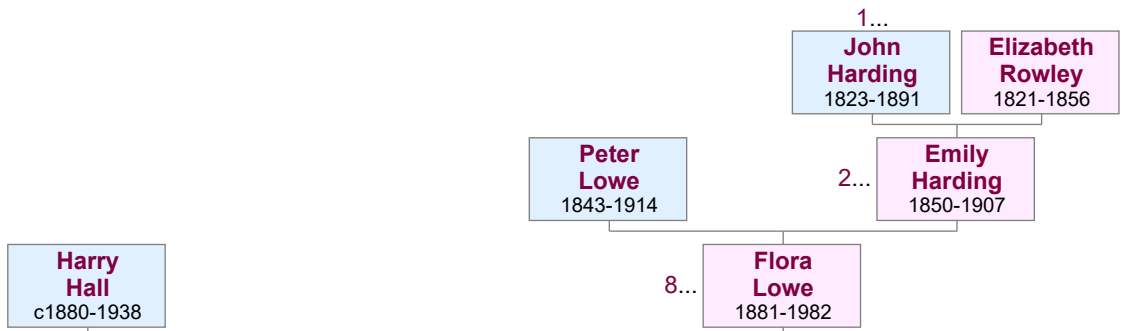 1...
John
Harding
1823-1891
Elizabeth
Rowley
1821-1856
Peter
Lowe
1843-1914
2...
Emily
Harding
1850-1907
Harry
Hall
c1880-1938
8...
Flora
Lowe
1881-1982